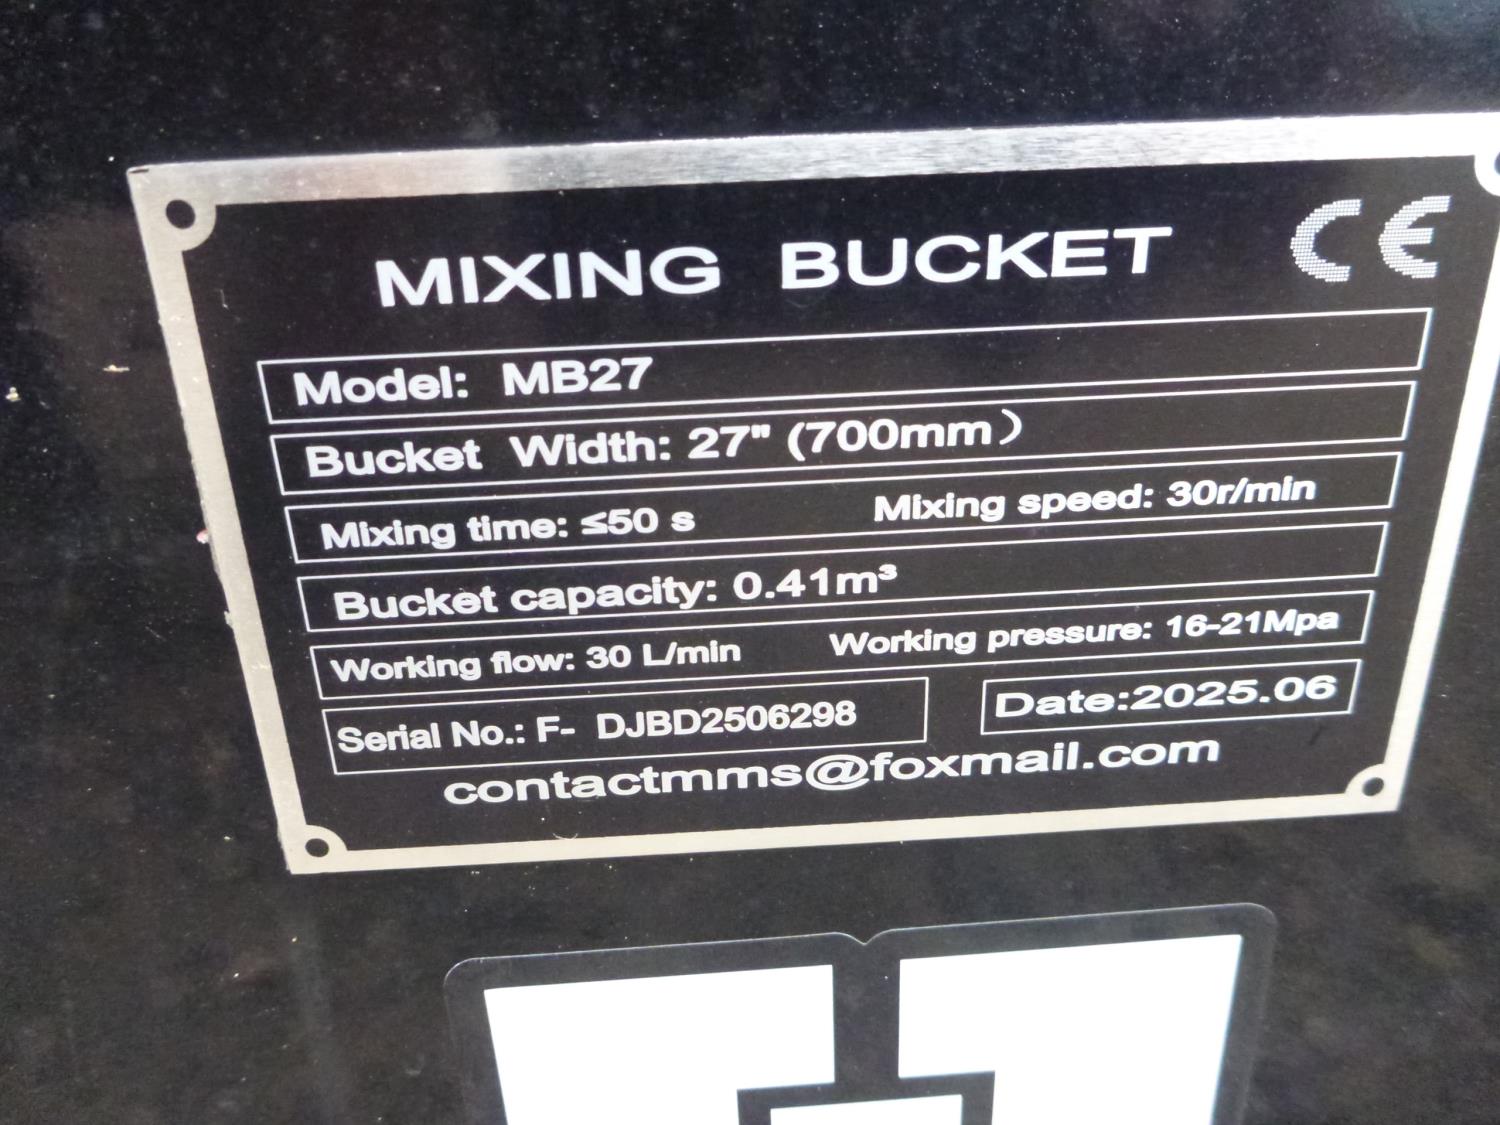 MIXING BUCKET CE
Model: MB27
Bucket Width: 27" (700mm）
Mixing time: ≤50 s Mixing speed: 30r/min
Bucket capacity: 0.41m³
Working flow: 30 L/min Working pressure: 16-21Mpa
Serial No.: F- DJBD2506298 Date:2025.06
contactmms@foxmail.com